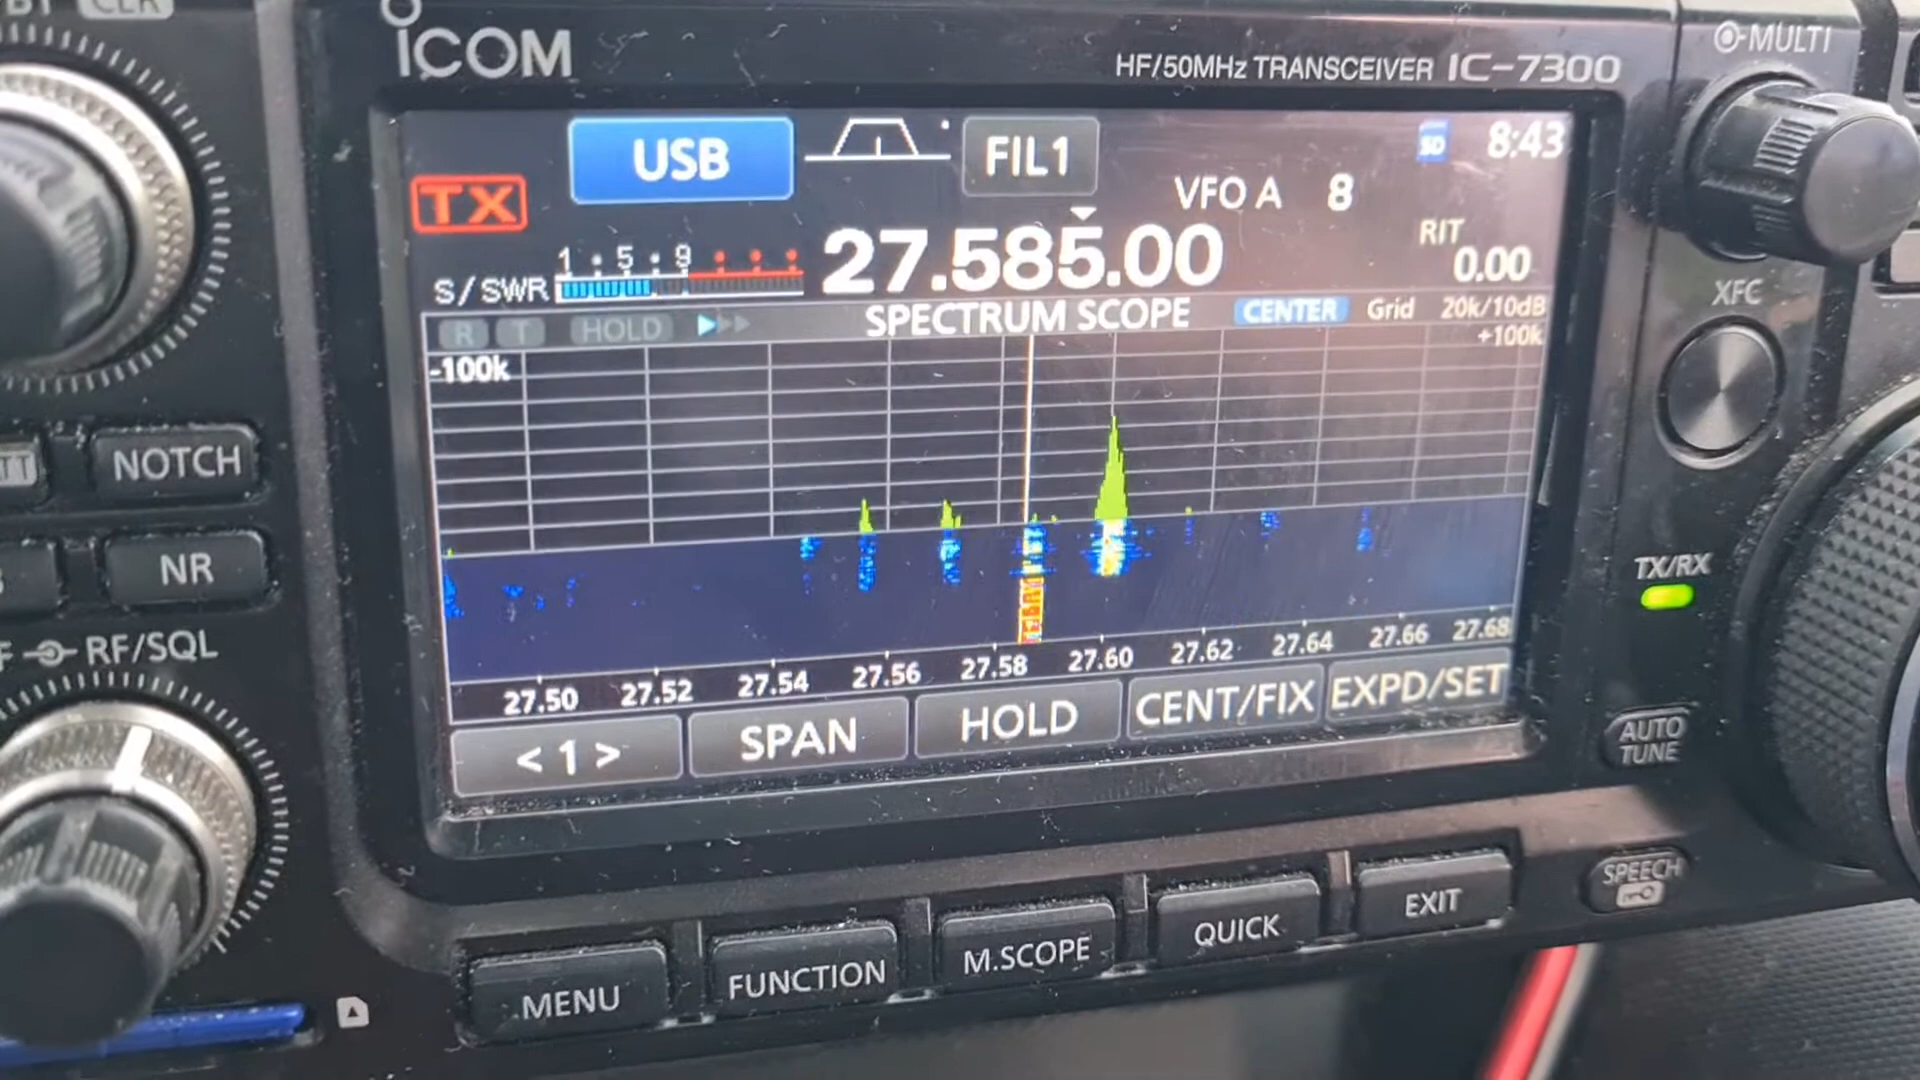 CLR
ICOM
HF/50MHz TRANSCEIVER IC-7300
MULTI
USB
FIL1
SD
8:43
TX
VFO A 8
27.585.00
RIT
0.00
1 • 5 • 9
S/SWR
R T HOLD
SPECTRUM SCOPE
CENTER
Grid
20k/10dB
-100k
+100k
XFC
NOTCH
NR
RF/SQL
TX/RX
27.50 27.52 27.54 27.56 27.58 27.60 27.62 27.64 27.66 27.68
< 1 >
SPAN
HOLD
CENT/FIX
EXPD/SET
AUTO
TUNE
SPEECH
MENU
FUNCTION
M.SCOPE
QUICK
EXIT